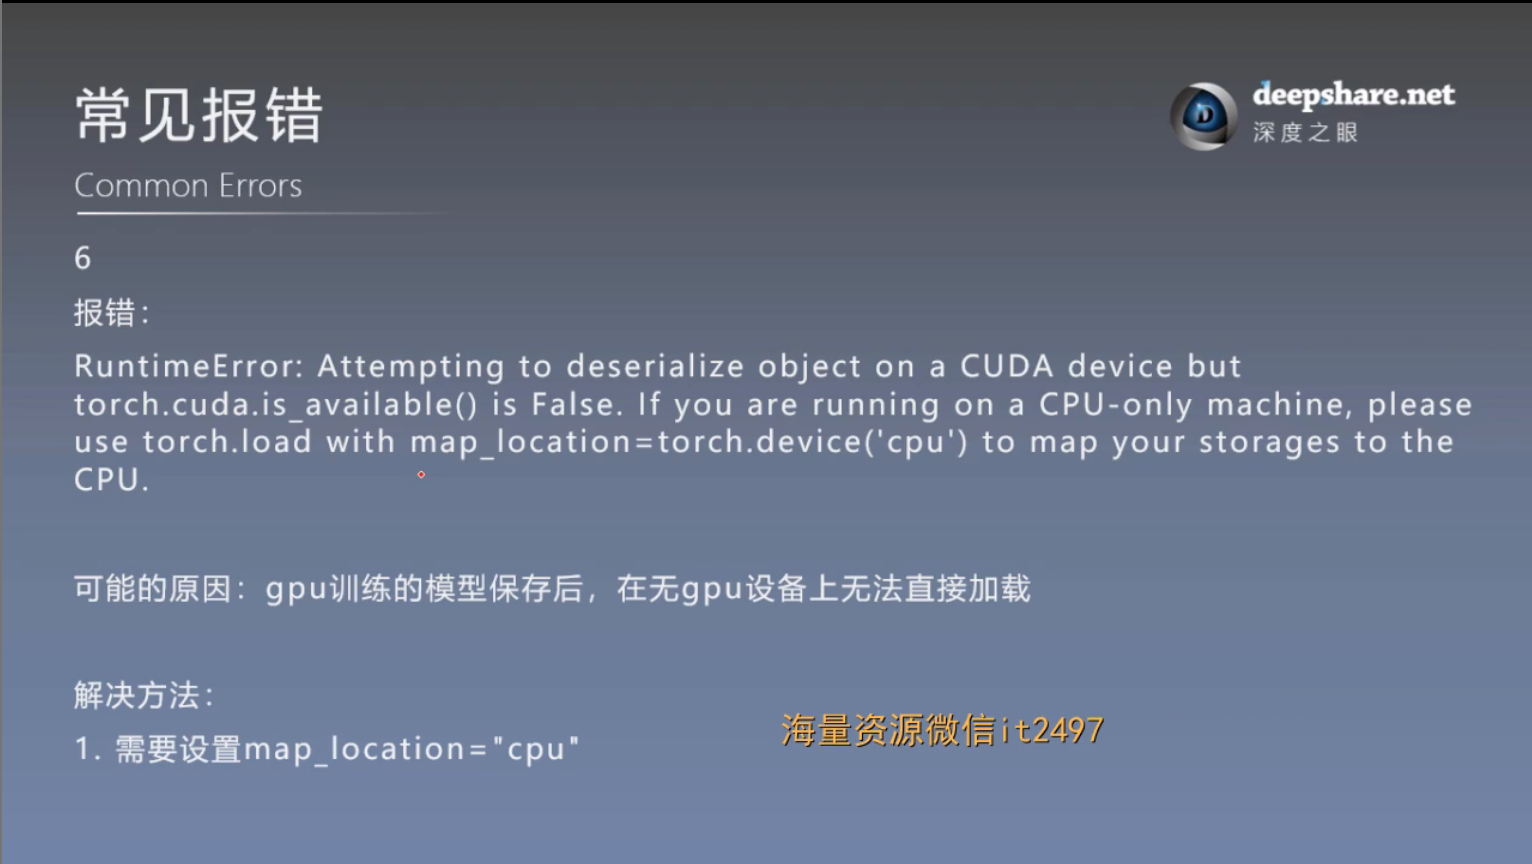 常见报错
deepshare.net
深度之眼
Common Errors
6
报错：
RuntimeError: Attempting to deserialize object on a CUDA device but
torch.cuda.is_available() is False. If you are running on a CPU-only machine, please
use torch.load with map_location=torch.device('cpu') to map your storages to the
CPU.
可能的原因：gpu训练的模型保存后，在无gpu设备上无法直接加载
解决方法：
海量资源微信it2497
1. 需要设置map_location="cpu"